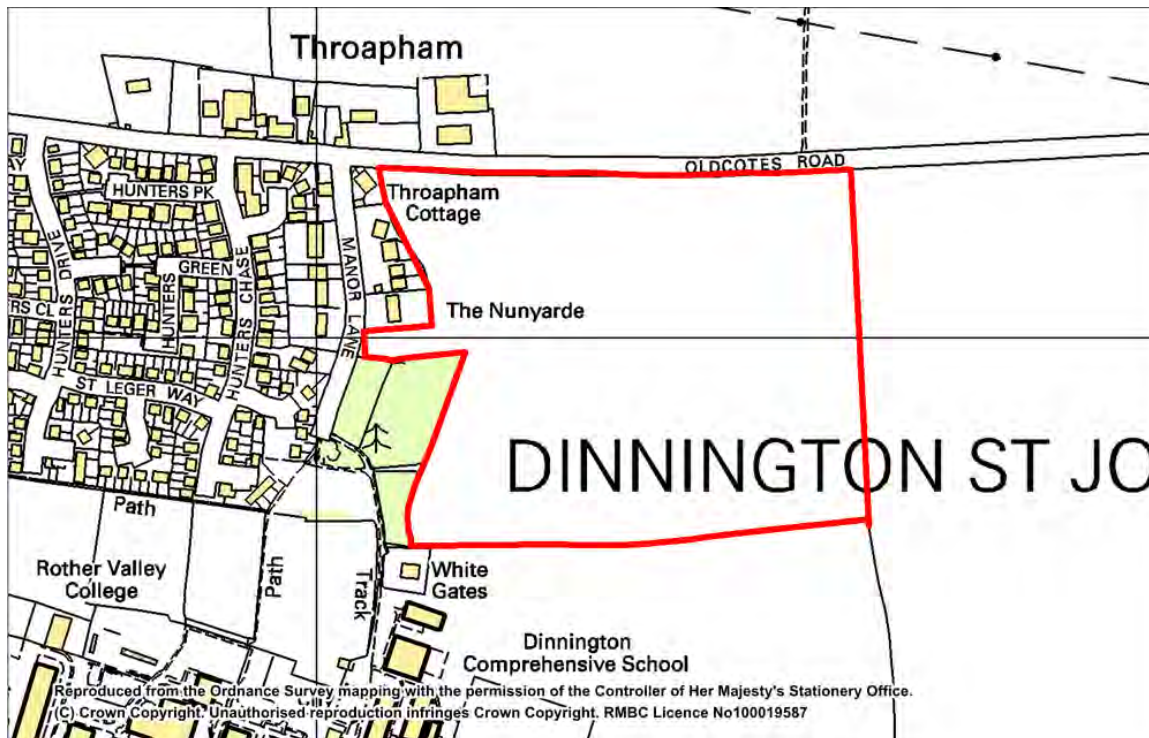 Throapham
OLDCOTES ROAD
AY
HUNTERS PK
Throapham
Cottage
HUNTERS DRIVE
HUNTERS
GREEN
HUNTERS CHASE
MANOR LANE
The Nunyarde
ERS CL
ST LEGER WAY
DINNINGTON ST JO
Path
Rother Valley
College
Path
Track
White
Gates
Dinnington
Comprehensive School
Reproduced from the Ordnance Survey mapping with the permission of the Controller of Her Majesty's Stationery Office.
(C) Crown Copyright. Unauthorised reproduction infringes Crown Copyright. RMBC Licence No100019587